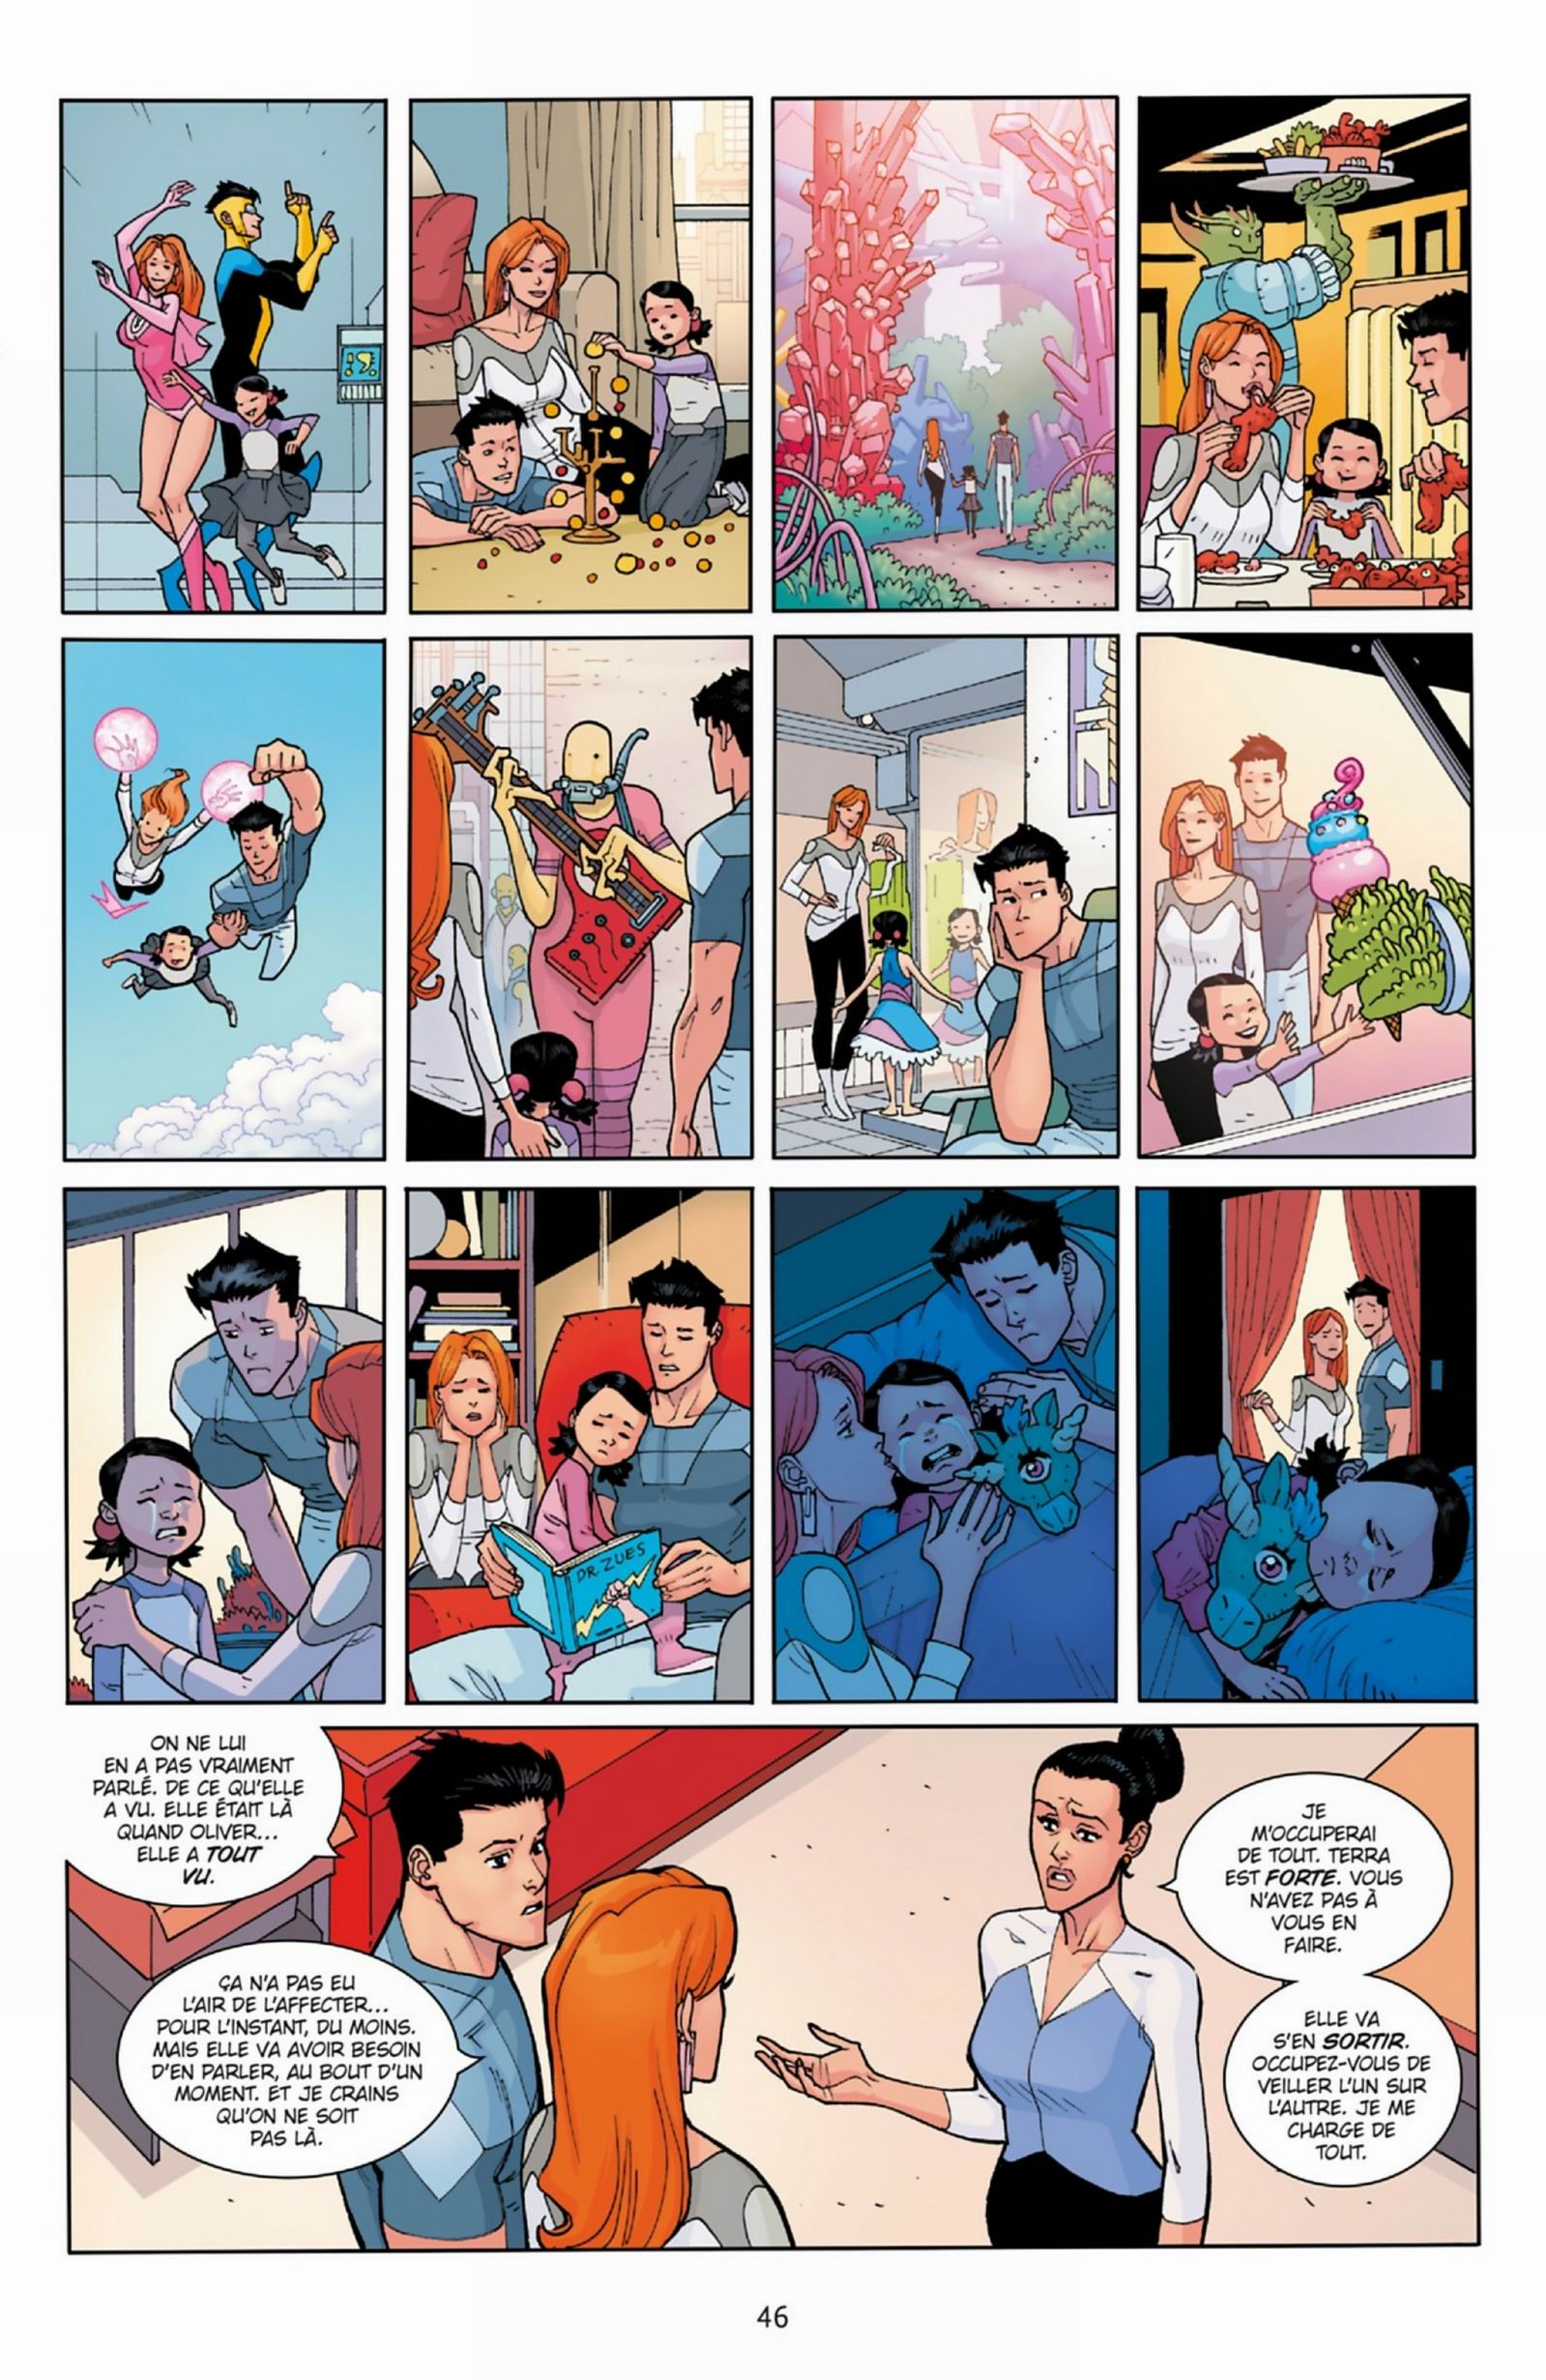 DR. ZUES
ON NE LUI
EN A PAS VRAIMENT
PARLÉ. DE CE QU'ELLE
A VU. ELLE ÉTAIT LÀ
QUAND OLIVER...
ELLE A TOUT
VU.
ÇA N'A PAS EU
L'AIR DE L'AFFECTER...
POUR L'INSTANT, DU MOINS.
MAIS ELLE VA AVOIR BESOIN
D'EN PARLER, AU BOUT D'UN
MOMENT. ET JE CRAINS
QU'ON NE SOIT
PAS LÀ.
JE
M'OCCUPERAI
DE TOUT. TERRA
EST FORTE. VOUS
N'AVEZ PAS À
VOUS EN
FAIRE.
ELLE VA
S'EN SORTIR.
OCCUPEZ-VOUS DE
VEILLER L'UN SUR
L'AUTRE. JE ME
CHARGE DE
TOUT.
46